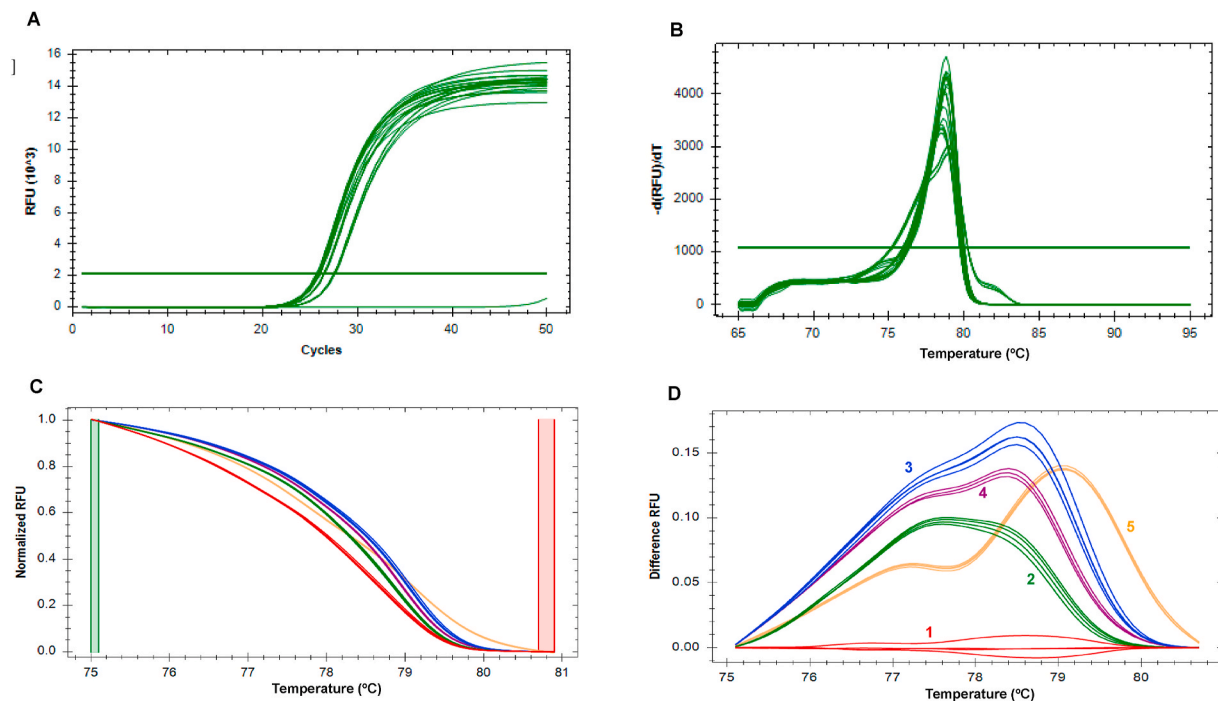 A
]
RFU (10^3)
16
14
12
10
8
6
4
2
0
0 10 20 30 40 50
Cycles
B
-d(RFU)/dT
4000
3000
2000
1000
0
65 70 75 80 85 90 95
Temperature (ºC)
C
Normalized RFU
1.0
0.8
0.6
0.4
0.2
0.0
75 76 77 78 79 80 81
Temperature (ºC)
D
Difference RFU
0.15
0.10
0.05
0.00
3
4
5
2
1
75 76 77 78 79 80
Temperature (ºC)